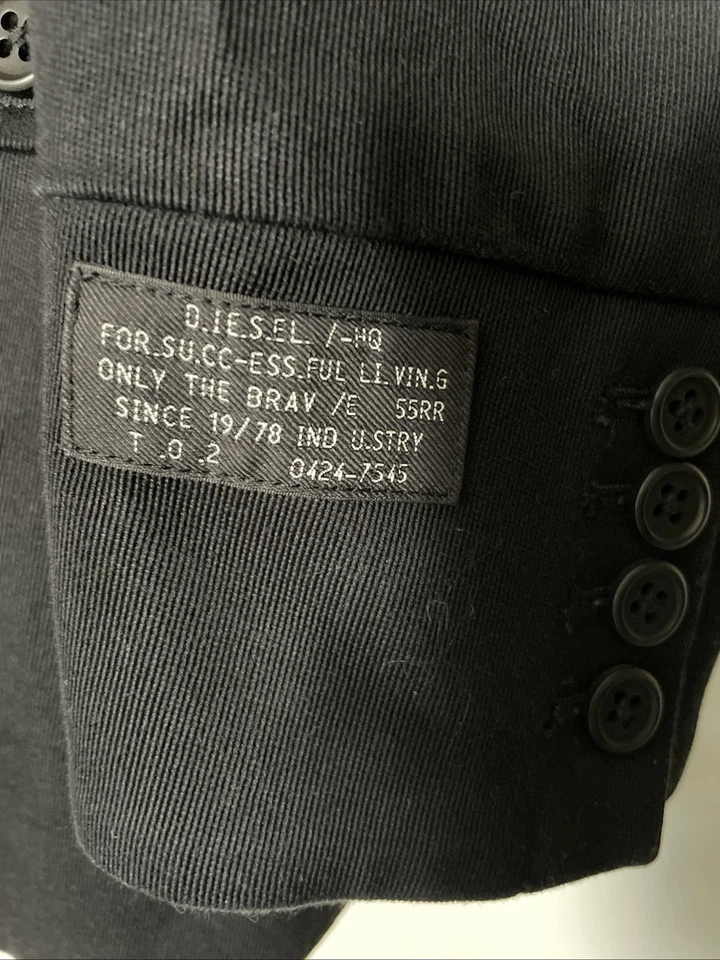 D.IE.S.EL. /-HQ
FOR.SU.CC-ESS.FUL LI.VIN.G
ONLY THE BRAV /E 55RR
SINCE 19/78 IND U.STRY
T .O .2 0424-7545